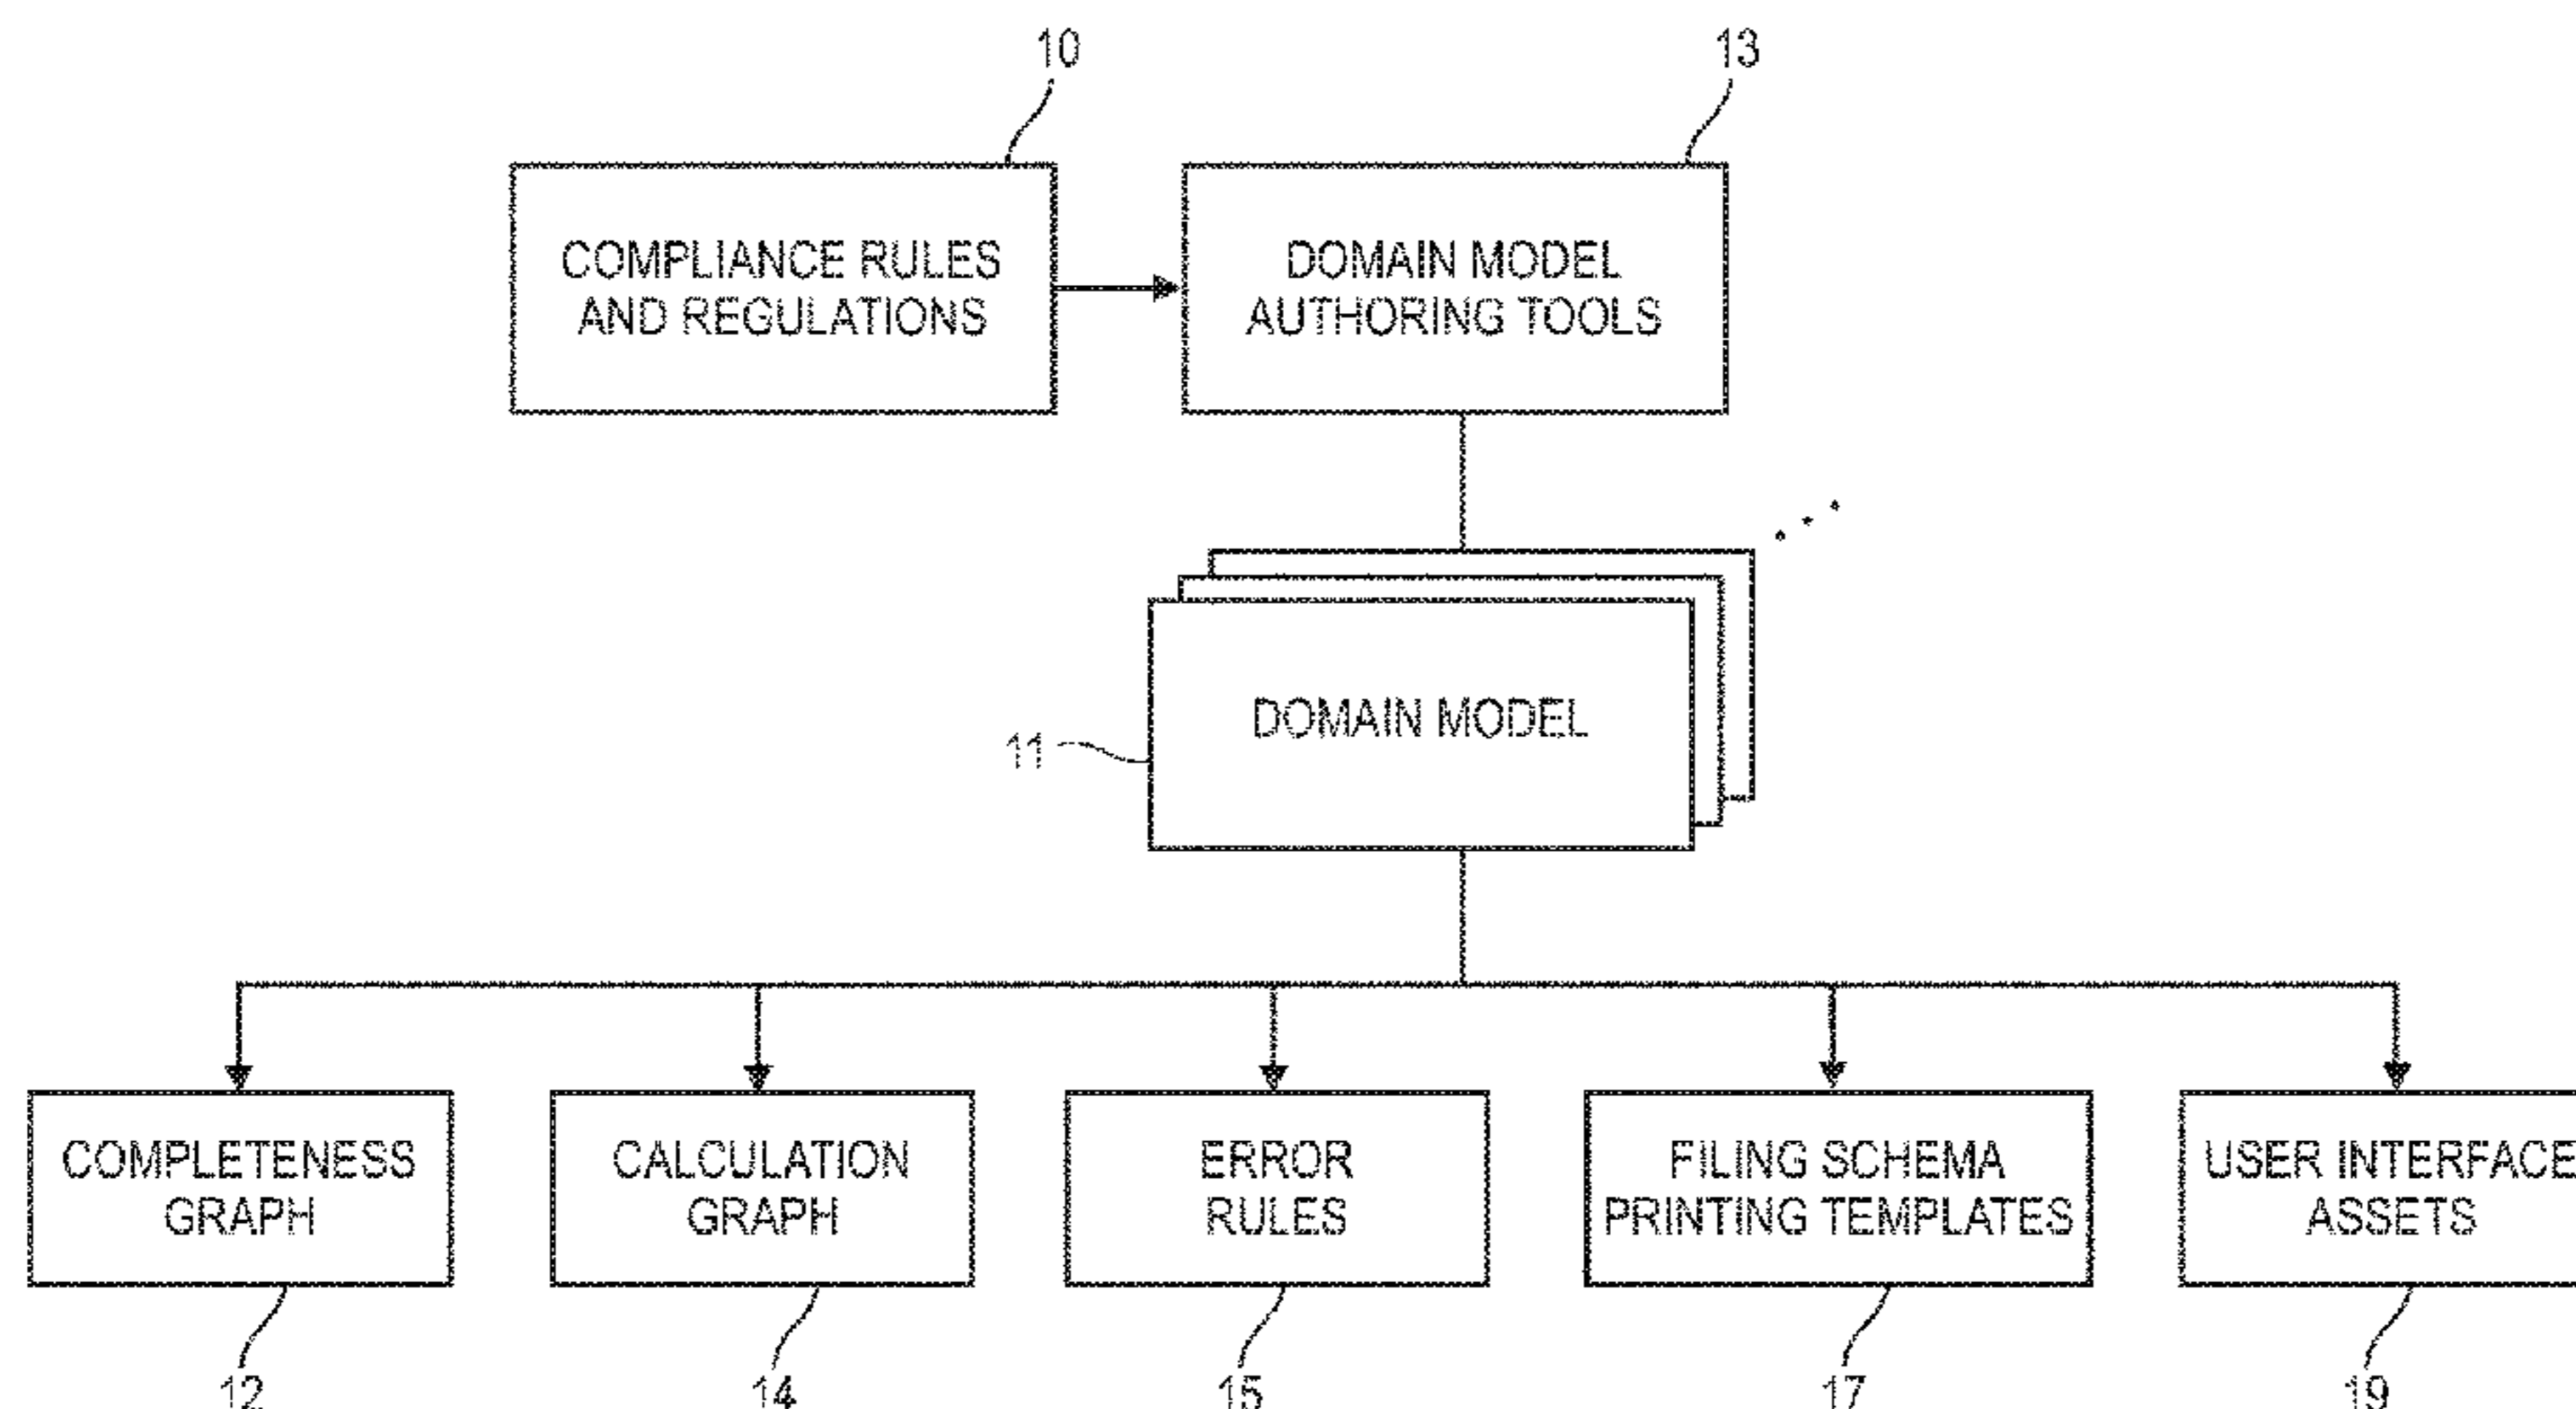 10
13
COMPLIANCE RULES
AND REGULATIONS
DOMAIN MODEL
AUTHORING TOOLS
DOMAIN MODEL
11
COMPLETENESS
GRAPH
CALCULATION
GRAPH
ERROR
RULES
FILING SCHEMA
PRINTING TEMPLATES
USER INTERFACE
ASSETS
12
14
15
17
19